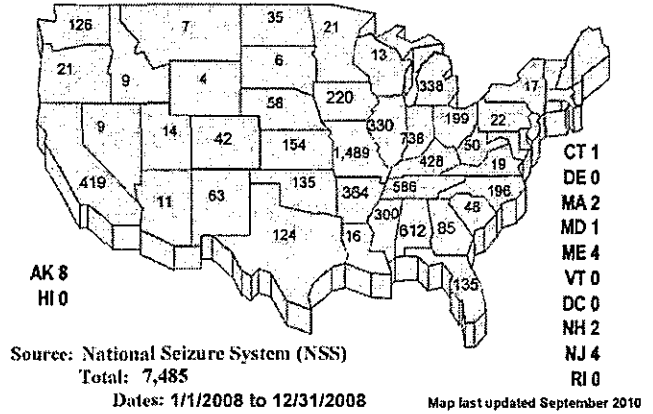 126
7
35
21
21
9
4
6
13
338
17
58
220
330
738
199
22
9
14
42
154
1,489
428
50
19
419
11
63
135
364
586
196
48
300
612
85
16
124
135
AK 8
HI 0
CT 1
DE 0
MA 2
MD 1
ME 4
VT 0
DC 0
NH 2
NJ 4
RI 0
Source: National Seizure System (NSS)
Total: 7,485
Dates: 1/1/2008 to 12/31/2008
Map last updated September 2010